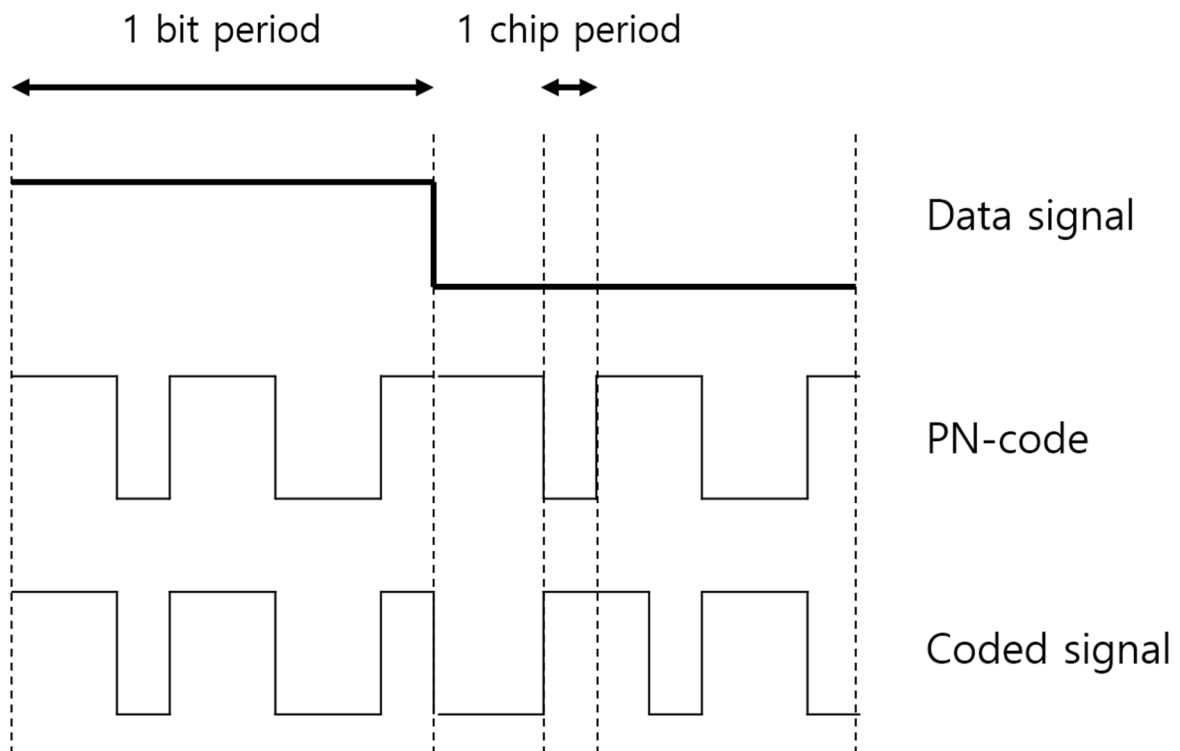 1 bit period
1 chip period
Data signal
PN-code
Coded signal